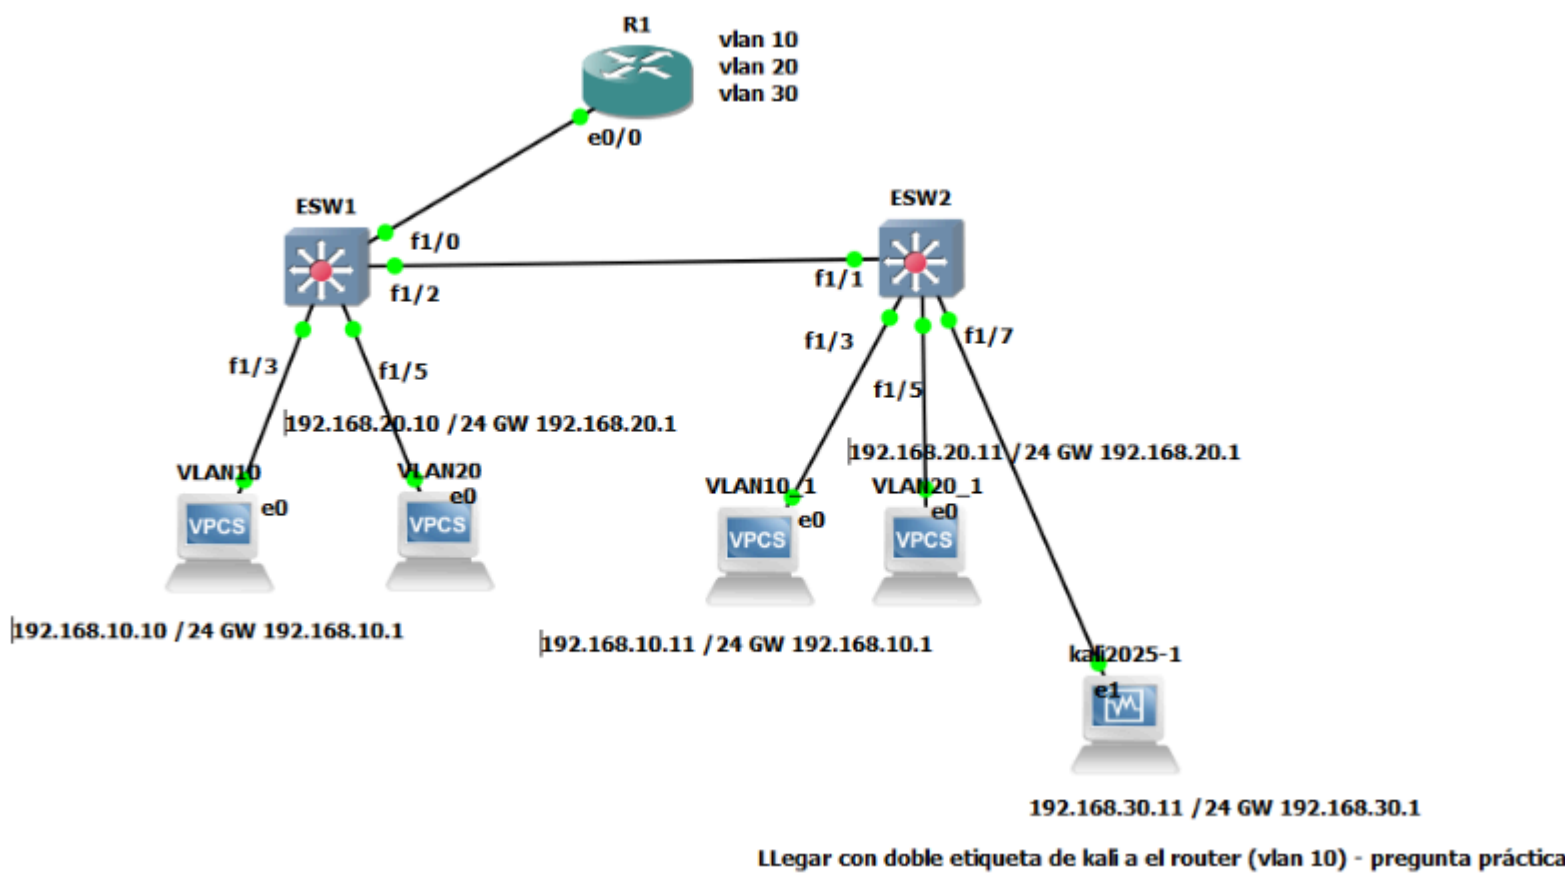 R1
vlan 10
vlan 20
vlan 30
e0/0
ESW1
ESW2
f1/0
f1/2
f1/1
f1/3
f1/5
f1/3
f1/5
f1/7
192.168.20.10 /24 GW 192.168.20.1
192.168.20.11 /24 GW 192.168.20.1
VLAN10
e0
VPCS
VLAN20
e0
VPCS
VLAN10_1
e0
VPCS
VLAN20_1
e0
VPCS
192.168.10.10 /24 GW 192.168.10.1
192.168.10.11 /24 GW 192.168.10.1
kali2025-1
e1
192.168.30.11 /24 GW 192.168.30.1
LLegar con doble etiqueta de kali a el router (vlan 10) - pregunta práctica